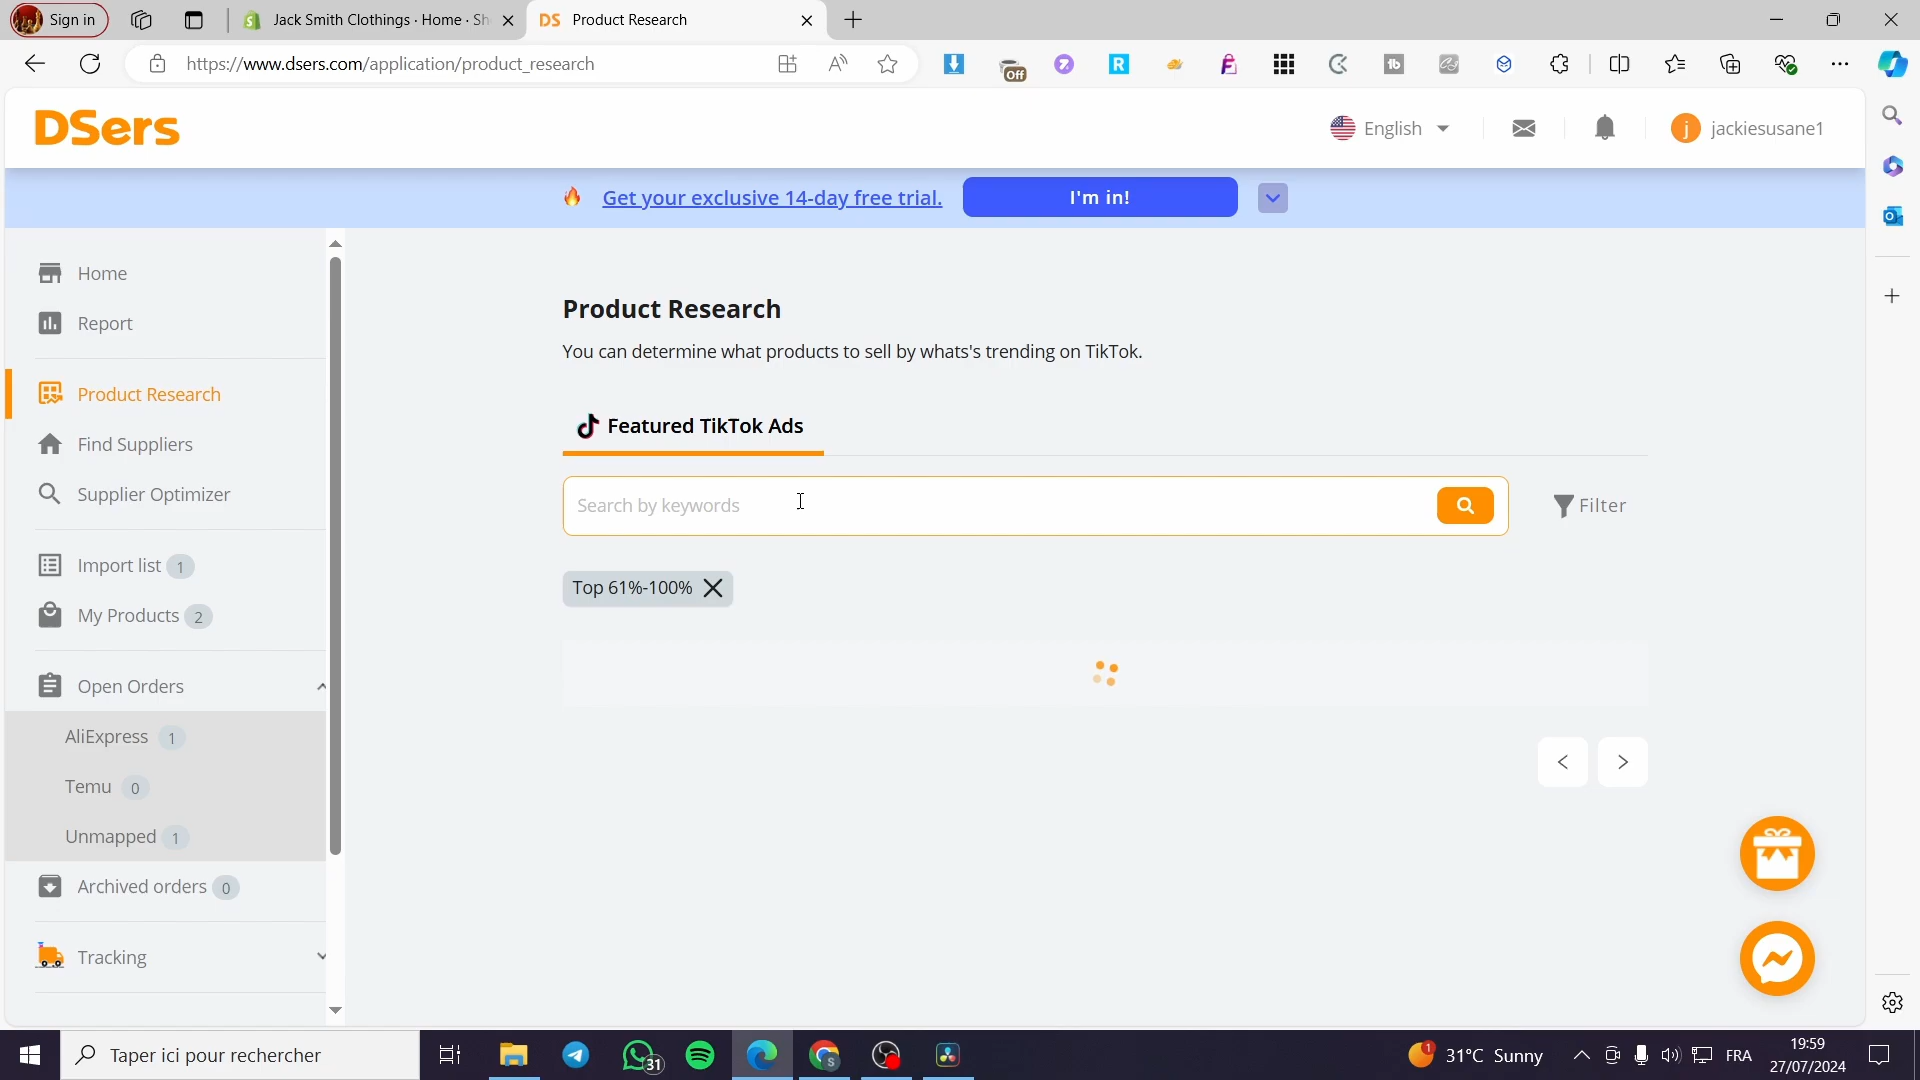 Sign in
Jack Smith Clothings · Home · Sh
DS Product Research
https://www.dsers.com/application/product_research
Off
R
tb
DSers
English
j jackiesusane1
Get your exclusive 14-day free trial.
I'm in!
Home
Report
Product Research
Find Suppliers
Supplier Optimizer
Import list 1
My Products 2
Open Orders
AliExpress 1
Temu 0
Unmapped 1
Archived orders 0
Tracking
Product Research
You can determine what products to sell by whats's trending on TikTok.
Featured TikTok Ads
Search by keywords
Filter
Top 61%-100%
<
>
Taper ici pour rechercher
31
1
31°C Sunny
FRA
19:59
27/07/2024